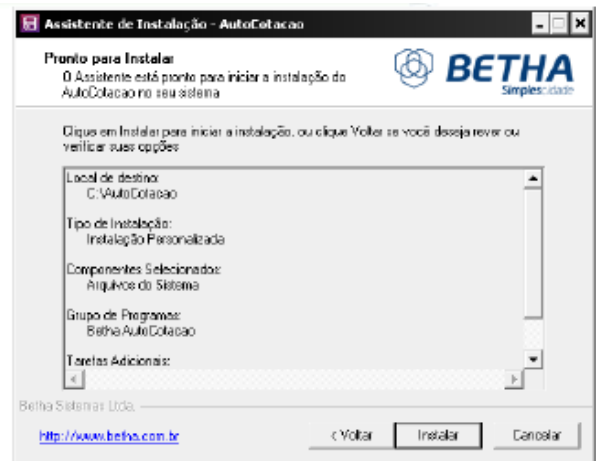 Assistente de Instalação - AutoCotacao
Pronto para Instalar
O Assistente está pronto para iniciar a instalação do
AutoCotacao no seu sistema
BETHA
Simplescidade
Clique em Instalar para iniciar a instalação, ou clique Voltar se você deseja rever ou
verificar suas opções
Local de destino:
C:\AutoCotacao
Tipo de Instalação:
Instalação Personalizada
Componentes Selecionados:
Arquivos do Sistema
Grupo de Programas:
Betha AutoCotacao
Tarefas Adicionais:
Betha Sistemas Ltda.
http://www.betha.com.br
< Voltar
Instalar
Cancelar